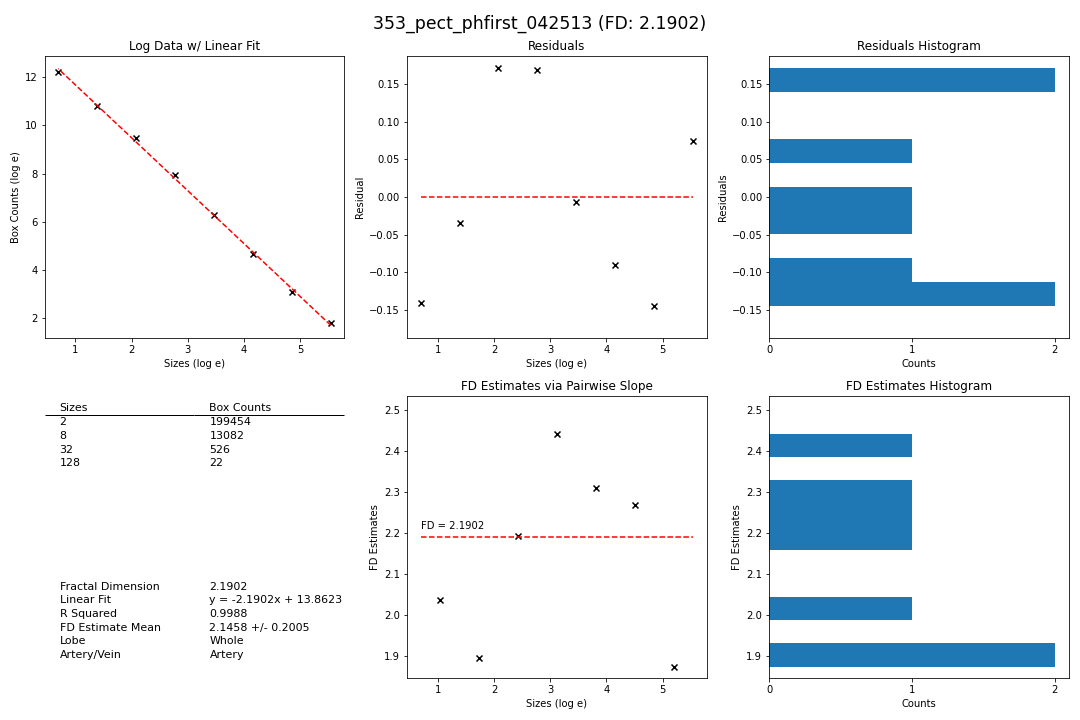 353_pect_phfirst_042513 (FD: 2.1902)
Log Data w/ Linear Fit
12
10
8
6
4
2
Box Counts (log e)
1 2 3 4 5
Sizes (log e)
Residuals
0.15
0.10
0.05
0.00
−0.05
−0.10
−0.15
Residual
1 2 3 4 5
Sizes (log e)
Residuals Histogram
0.15
0.10
0.05
0.00
−0.05
−0.10
−0.15
Residuals
0 1 2
Counts
Sizes Box Counts
2 199454
8 13082
32 526
128 22
Fractal Dimension 2.1902
Linear Fit y = -2.1902x + 13.8623
R Squared 0.9988
FD Estimate Mean 2.1458 +/- 0.2005
Lobe Whole
Artery/Vein Artery
FD Estimates via Pairwise Slope
2.5
2.4
2.3
2.2
2.1
2.0
1.9
FD Estimates
FD = 2.1902
1 2 3 4 5
Sizes (log e)
FD Estimates Histogram
2.5
2.4
2.3
2.2
2.1
2.0
1.9
FD Estimates
0 1 2
Counts